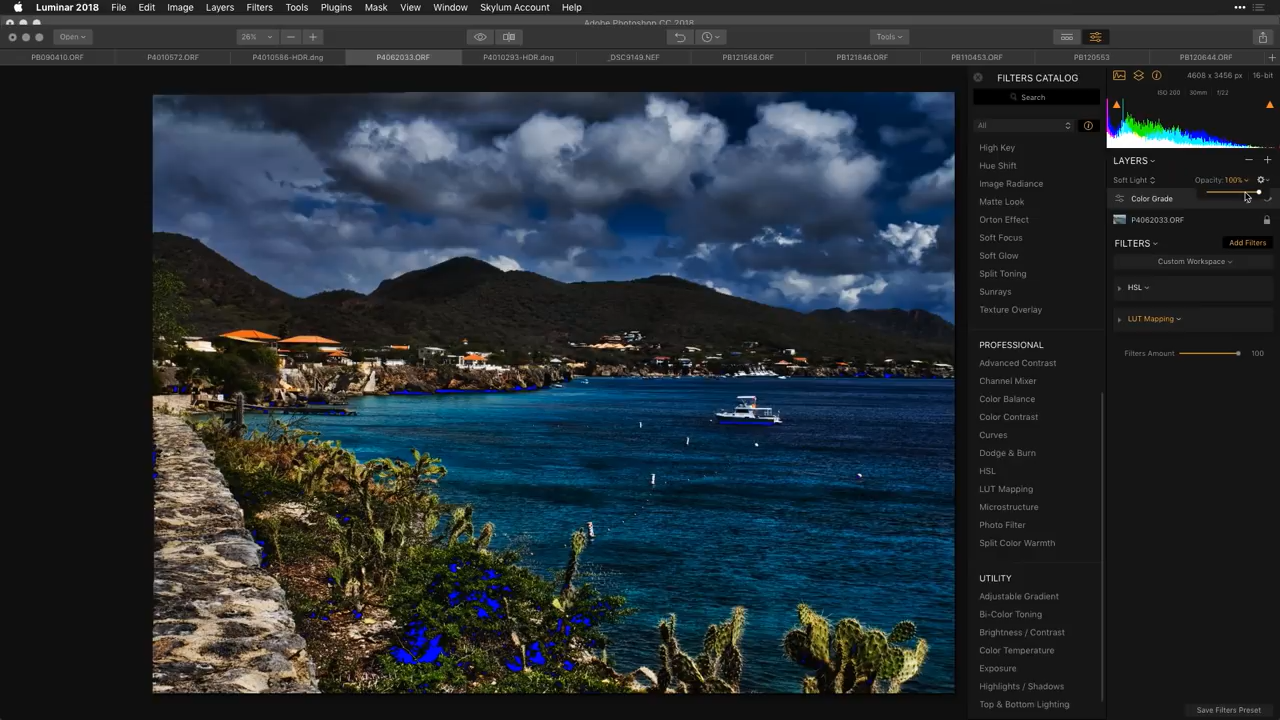 Luminar 2018 File Edit Image Layers Filters Tools Plugins Mask View Window Skylum Account Help
Adobe Photoshop CC 2018
Open 26% Tools
PB090410.ORF P4010572.ORF P4010586-HDR.dng P4062033.ORF P4010293-HDR.dng _DSC9149.NEF PB121568.ORF PB121846.ORF PB110453.ORF PB120553 PB120644.ORF
FILTERS CATALOG
Search
All
High Key
Hue Shift
Image Radiance
Matte Look
Orton Effect
Soft Focus
Soft Glow
Split Toning
Sunrays
Texture Overlay
PROFESSIONAL
Advanced Contrast
Channel Mixer
Color Balance
Color Contrast
Curves
Dodge & Burn
HSL
LUT Mapping
Microstructure
Photo Filter
Split Color Warmth
UTILITY
Adjustable Gradient
Bi-Color Toning
Brightness / Contrast
Color Temperature
Exposure
Highlights / Shadows
Top & Bottom Lighting
4608 x 3456 px 16-bit
ISO 200 30mm f/22
LAYERS
Soft Light Opacity: 100%
Color Grade
P4062033.ORF
FILTERS Add Filters
Custom Workspace
HSL
LUT Mapping
Filters Amount 100
Save Filters Preset